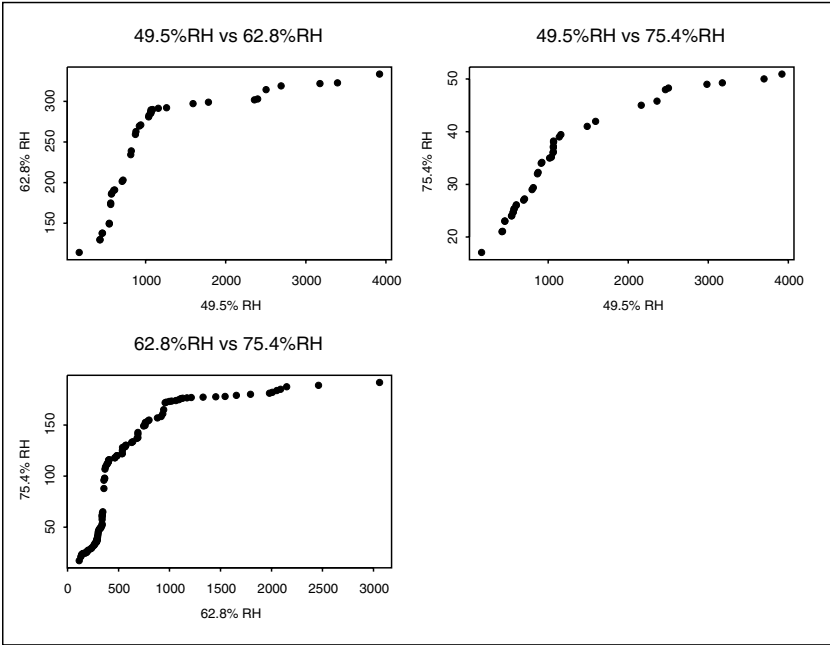 49.5%RH vs 62.8%RH
62.8% RH
150 200 250 300
1000 2000 3000 4000
49.5% RH
49.5%RH vs 75.4%RH
75.4% RH
20 30 40 50
1000 2000 3000 4000
49.5% RH
62.8%RH vs 75.4%RH
75.4% RH
50 100 150
0 500 1000 1500 2000 2500 3000
62.8% RH